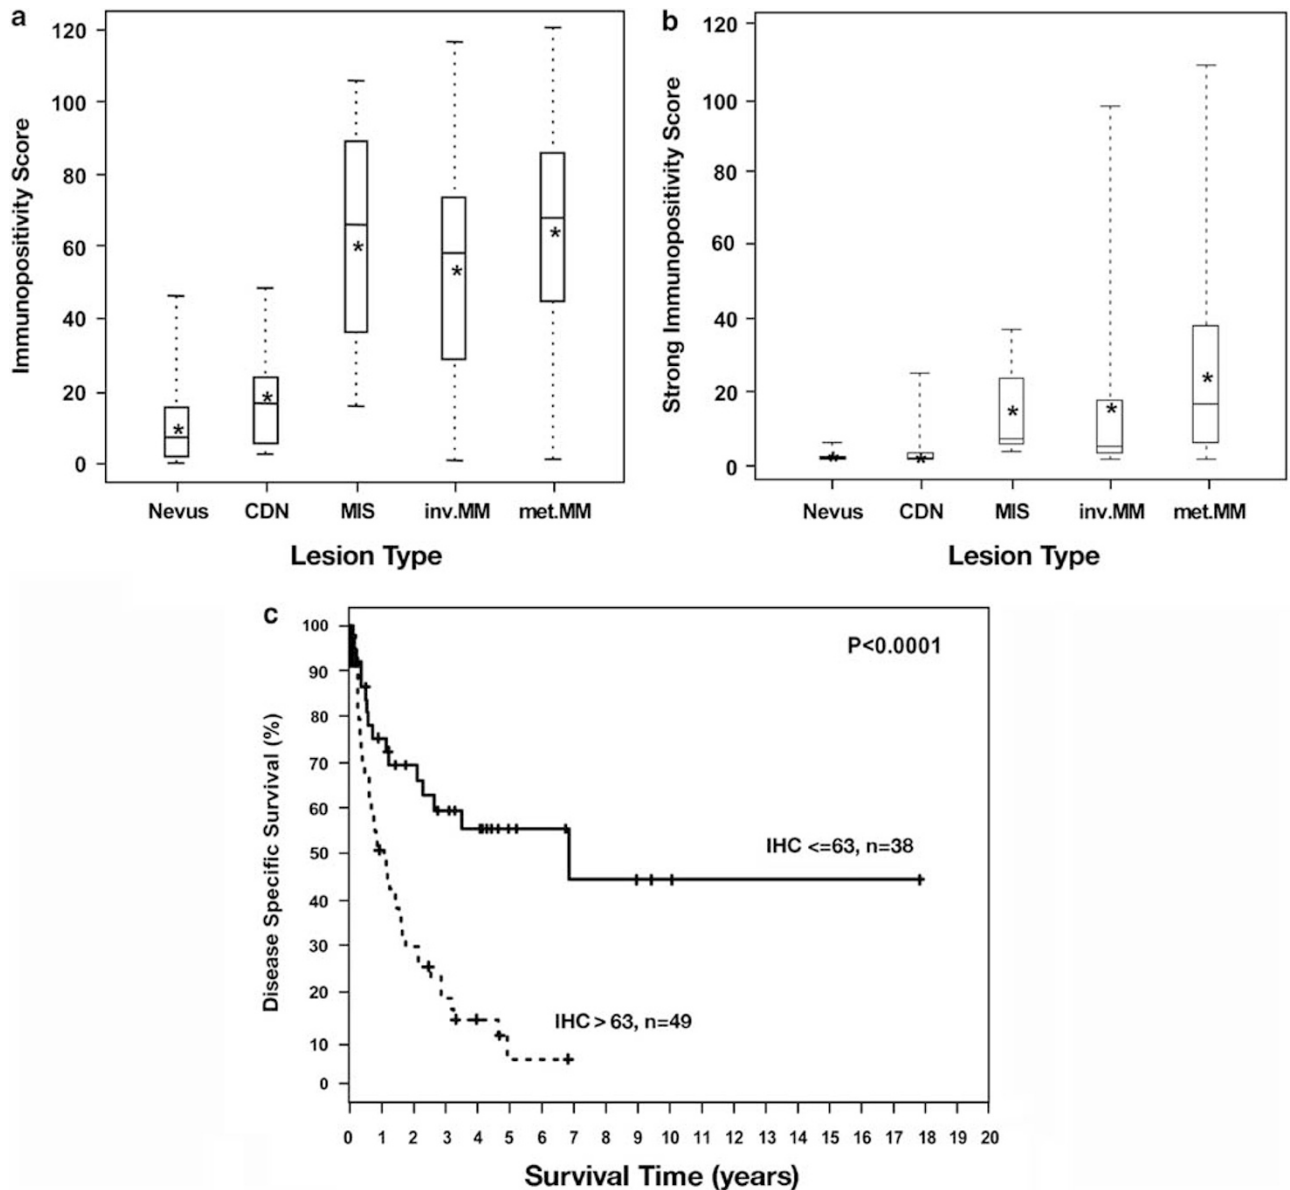 a
Immunopositivity Score
120
100
80
60
40
20
0
Nevus CDN MIS inv.MM met.MM
Lesion Type
b
Strong Immunopositivity Score
120
100
80
60
40
20
0
Nevus CDN MIS inv.MM met.MM
Lesion Type
c
Disease Specific Survival (%)
100
90
80
70
60
50
40
30
20
10
0
P<0.0001
IHC <=63, n=38
IHC > 63, n=49
0 1 2 3 4 5 6 7 8 9 10 11 12 13 14 15 16 17 18 19 20
Survival Time (years)